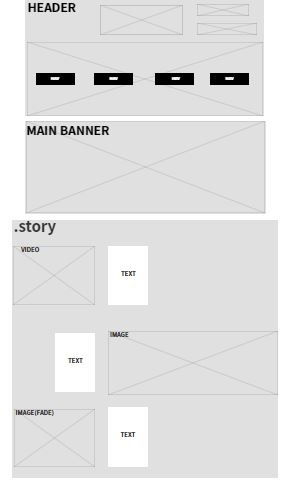 HEADER
MAIN BANNER
.story
VIDEO
TEXT
TEXT
IMAGE
IMAGE(FADE)
TEXT